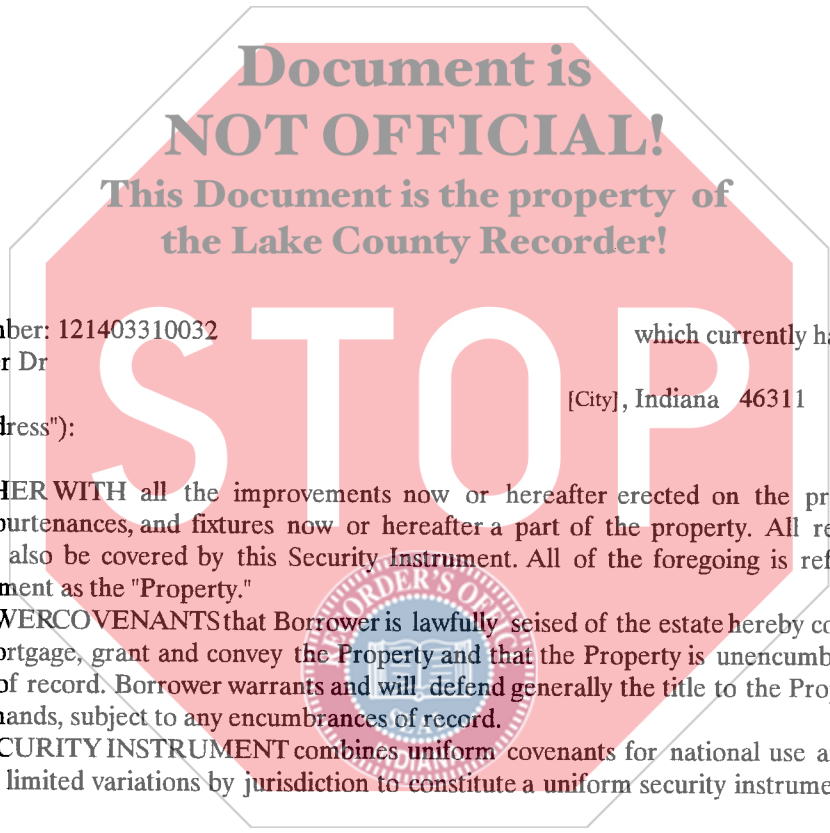 Document is
NOT OFFICIAL!
This Document is the property of
the Lake County Recorder!
STOP
ber: 121403310032 which currently
r Dr
[City], Indiana 46311
dress"):
HER WITH all the improvements now or hereafter erected on the pr
purtenances, and fixtures now or hereafter a part of the property. All re
also be covered by this Security Instrument. All of the foregoing is ref
ment as the "Property."
WERCOVENANTS that Borrower is lawfully seised of the estate hereby co
ortgage, grant and convey the Property and that the Property is unencumb
of record. Borrower warrants and will defend generally the title to the Pro
ands, subject to any encumbrances of record.
CURITY INSTRUMENT combines uniform covenants for national use a
limited variations by jurisdiction to constitute a uniform security instrume
RECORDER'S OFFIC